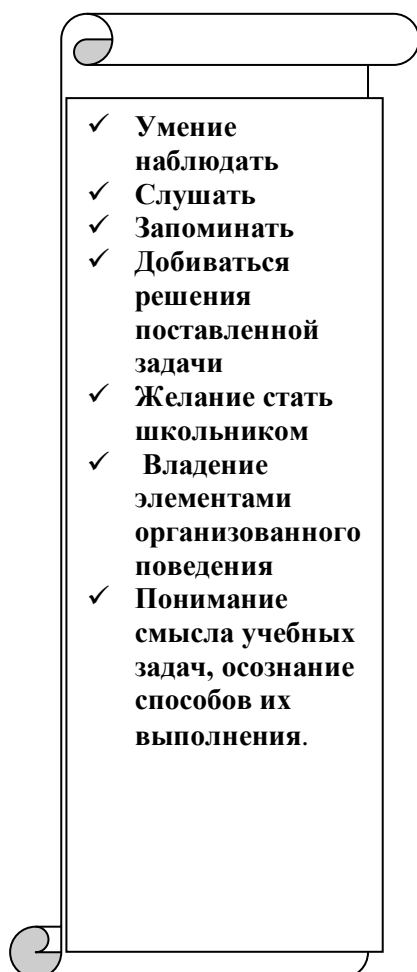 ✓ Умение
наблюдать
✓ Слушать
✓ Запоминать
✓ Добиваться
решения
поставленной
задачи
✓ Желание стать
школьником
✓ Владение
элементами
организованного
поведения
✓ Понимание
смысла учебных
задач, осознание
способов их
выполнения.